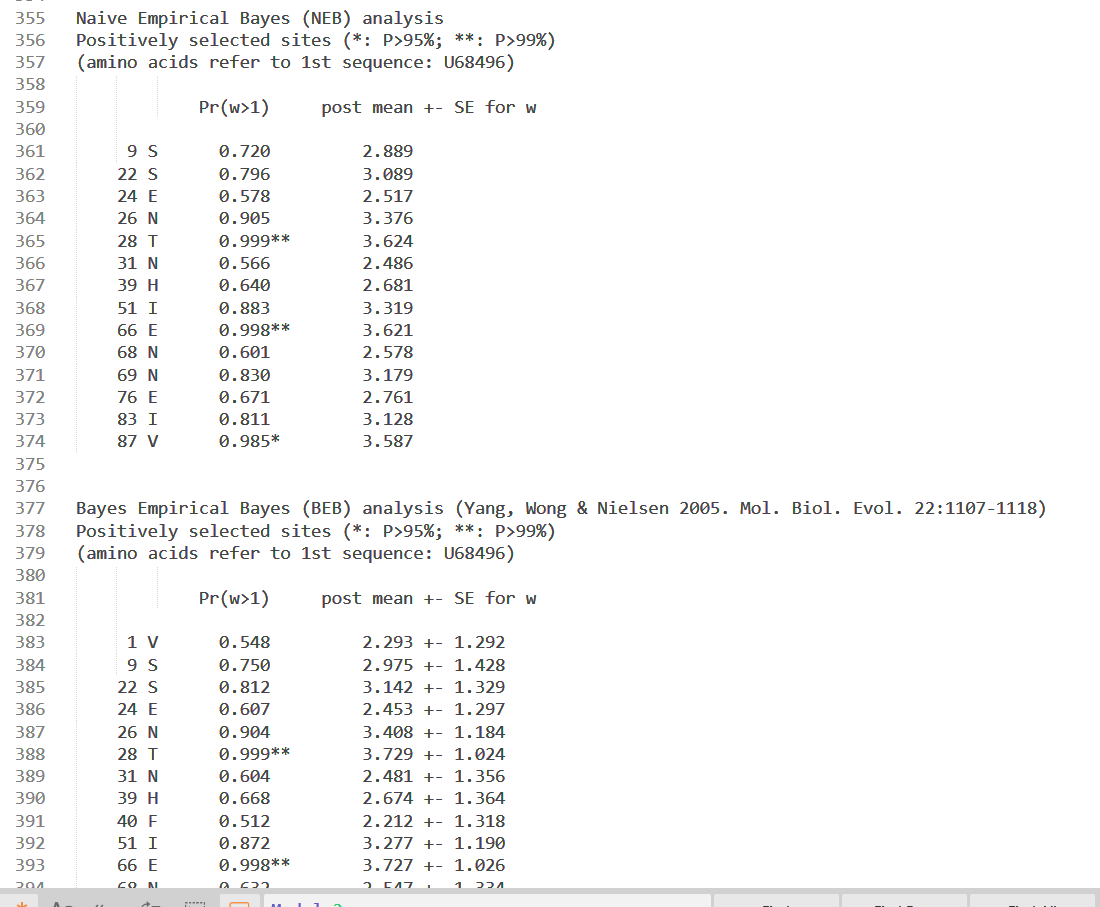 355 Naive Empirical Bayes (NEB) analysis
356 Positively selected sites (*: P>95%; **: P>99%)
357 (amino acids refer to 1st sequence: U68496)
358
359 Pr(w>1) post mean +- SE for w
360
361 9 S 0.720 2.889
362 22 S 0.796 3.089
363 24 E 0.578 2.517
364 26 N 0.905 3.376
365 28 T 0.999** 3.624
366 31 N 0.566 2.486
367 39 H 0.640 2.681
368 51 I 0.883 3.319
369 66 E 0.998** 3.621
370 68 N 0.601 2.578
371 69 N 0.830 3.179
372 76 E 0.671 2.761
373 83 I 0.811 3.128
374 87 V 0.985* 3.587
375
376
377 Bayes Empirical Bayes (BEB) analysis (Yang, Wong & Nielsen 2005. Mol. Biol. Evol. 22:1107-1118)
378 Positively selected sites (*: P>95%; **: P>99%)
379 (amino acids refer to 1st sequence: U68496)
380
381 Pr(w>1) post mean +- SE for w
382
383 1 V 0.548 2.293 +- 1.292
384 9 S 0.750 2.975 +- 1.428
385 22 S 0.812 3.142 +- 1.329
386 24 E 0.607 2.453 +- 1.297
387 26 N 0.904 3.408 +- 1.184
388 28 T 0.999** 3.729 +- 1.024
389 31 N 0.604 2.481 +- 1.356
390 39 H 0.668 2.674 +- 1.364
391 40 F 0.512 2.212 +- 1.318
392 51 I 0.872 3.277 +- 1.190
393 66 E 0.998** 3.727 +- 1.026
394 68 N 0.632 2.547 +- 1.334